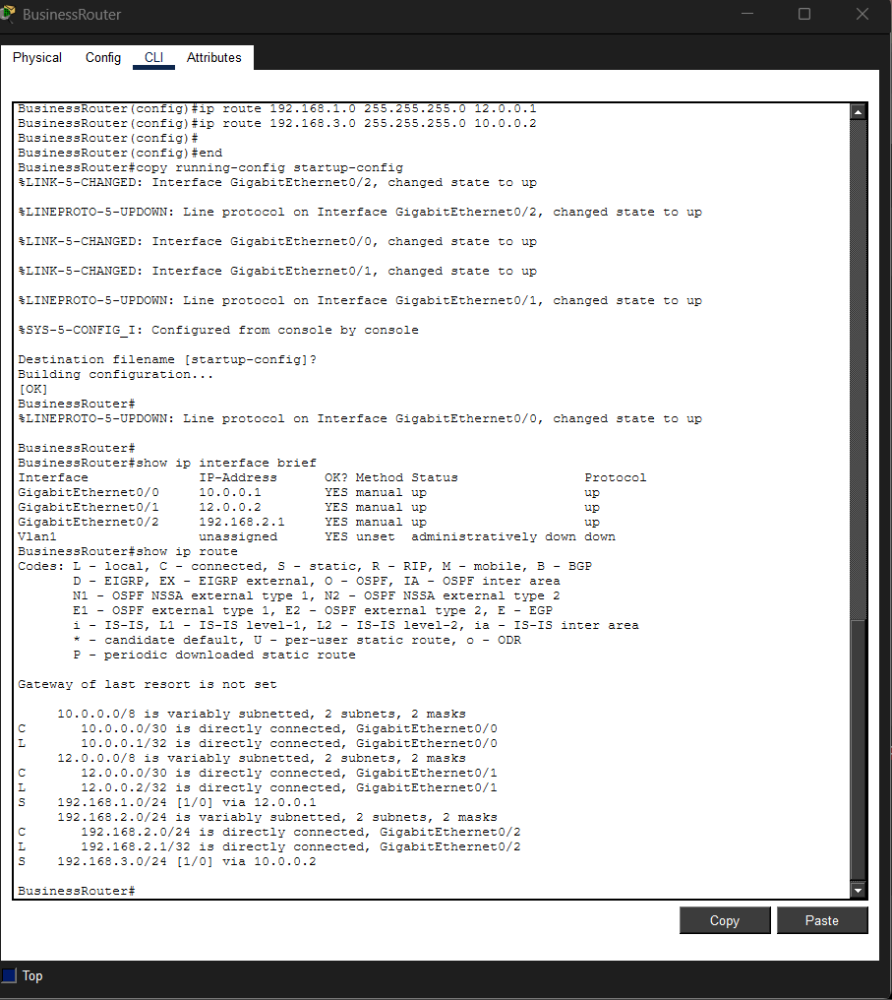 BusinessRouter
Physical Config CLI Attributes
BusinessRouter(config)#ip route 192.168.1.0 255.255.255.0 12.0.0.1
BusinessRouter(config)#ip route 192.168.3.0 255.255.255.0 10.0.0.2
BusinessRouter(config)#
BusinessRouter(config)#end
BusinessRouter#copy running-config startup-config
%LINK-5-CHANGED: Interface GigabitEthernet0/2, changed state to up
%LINEPROTO-5-UPDOWN: Line protocol on Interface GigabitEthernet0/2, changed state to up
%LINK-5-CHANGED: Interface GigabitEthernet0/0, changed state to up
%LINK-5-CHANGED: Interface GigabitEthernet0/1, changed state to up
%LINEPROTO-5-UPDOWN: Line protocol on Interface GigabitEthernet0/1, changed state to up
%SYS-5-CONFIG_I: Configured from console by console
Destination filename [startup-config]?
Building configuration...
[OK]
BusinessRouter#
%LINEPROTO-5-UPDOWN: Line protocol on Interface GigabitEthernet0/0, changed state to up
BusinessRouter#
BusinessRouter#show ip interface brief
Interface IP-Address OK? Method Status Protocol
GigabitEthernet0/0 10.0.0.1 YES manual up up
GigabitEthernet0/1 12.0.0.2 YES manual up up
GigabitEthernet0/2 192.168.2.1 YES manual up up
Vlan1 unassigned YES unset administratively down down
BusinessRouter#show ip route
Codes: L - local, C - connected, S - static, R - RIP, M - mobile, B - BGP
D - EIGRP, EX - EIGRP external, O - OSPF, IA - OSPF inter area
N1 - OSPF NSSA external type 1, N2 - OSPF NSSA external type 2
E1 - OSPF external type 1, E2 - OSPF external type 2, E - EGP
i - IS-IS, L1 - IS-IS level-1, L2 - IS-IS level-2, ia - IS-IS inter area
* - candidate default, U - per-user static route, o - ODR
P - periodic downloaded static route
Gateway of last resort is not set
10.0.0.0/8 is variably subnetted, 2 subnets, 2 masks
C 10.0.0.0/30 is directly connected, GigabitEthernet0/0
L 10.0.0.1/32 is directly connected, GigabitEthernet0/0
12.0.0.0/8 is variably subnetted, 2 subnets, 2 masks
C 12.0.0.0/30 is directly connected, GigabitEthernet0/1
L 12.0.0.2/32 is directly connected, GigabitEthernet0/1
S 192.168.1.0/24 [1/0] via 12.0.0.1
192.168.2.0/24 is variably subnetted, 2 subnets, 2 masks
C 192.168.2.0/24 is directly connected, GigabitEthernet0/2
L 192.168.2.1/32 is directly connected, GigabitEthernet0/2
S 192.168.3.0/24 [1/0] via 10.0.0.2
BusinessRouter#
Copy Paste
Top